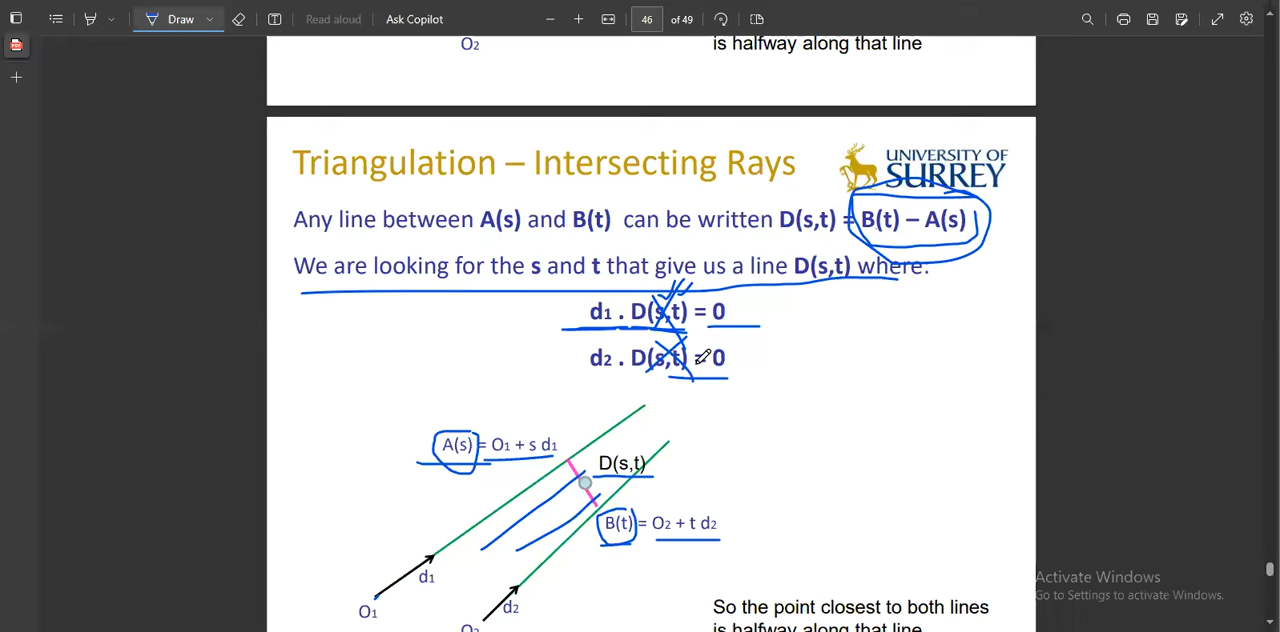 Draw
Read aloud
Ask Copilot
46
of 49
O2
is halfway along that line
Triangulation – Intersecting Rays
UNIVERSITY OF
SURREY
Any line between A(s) and B(t) can be written D(s,t) = B(t) – A(s)
We are looking for the s and t that give us a line D(s,t) where:
d1 . D(s,t) = 0
d2 . D(s,t) = 0
A(s) = O1 + s d1
D(s,t)
B(t) = O2 + t d2
d1
O1
d2
O2
So the point closest to both lines
is halfway along that line
Activate Windows
Go to Settings to activate Windows.